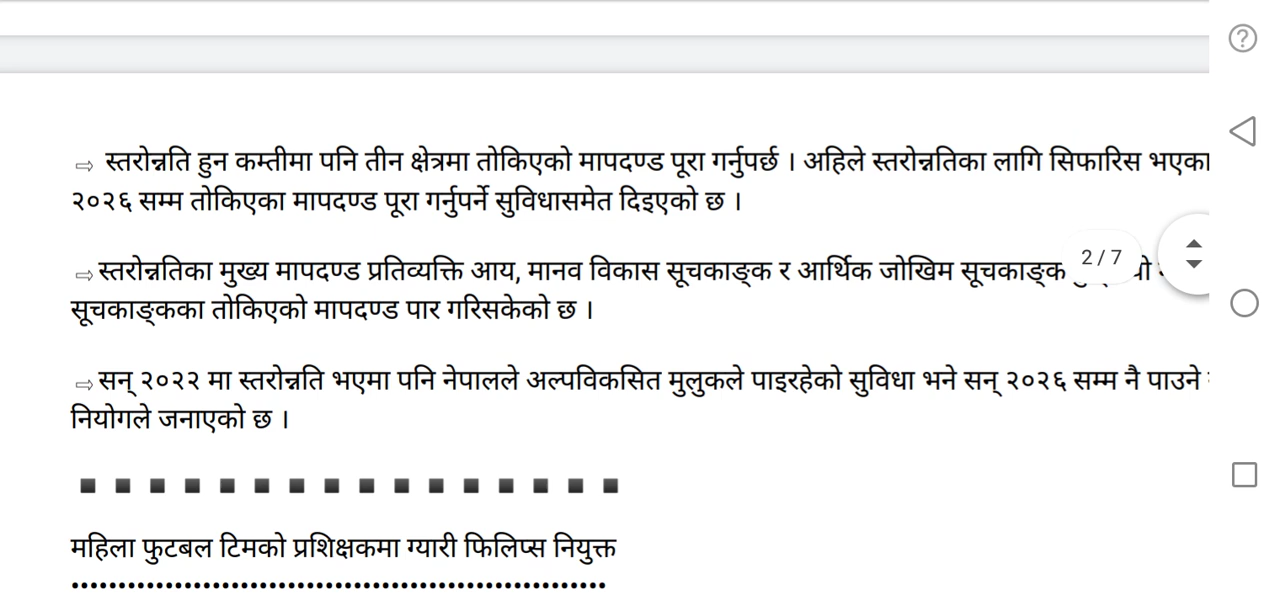 ⇨ स्तरोन्नति हुन कम्तीमा पनि तीन क्षेत्रमा तोकिएको मापदण्ड पूरा गर्नुपर्छ । अहिले स्तरोन्नतिका लागि सिफारिस भएका
२०२६ सम्म तोकिएका मापदण्ड पूरा गर्नुपर्ने सुविधासमेत दिइएको छ ।
⇨ स्तरोन्नतिका मुख्य मापदण्ड प्रतिव्यक्ति आय, मानव विकास सूचकाङ्क र आर्थिक जोखिम सूचकाङ्क
2 / 7
सूचकाङ्कका तोकिएको मापदण्ड पार गरिसकेको छ ।
⇨ सन् २०२२ मा स्तरोन्नति भएमा पनि नेपालले अल्पविकसित मुलुकले पाइरहेको सुविधा भने सन् २०२६ सम्म नै पाउने
नियोगले जनाएको छ ।
महिला फुटबल टिमको प्रशिक्षकमा ग्यारी फिलिप्स नियुक्त